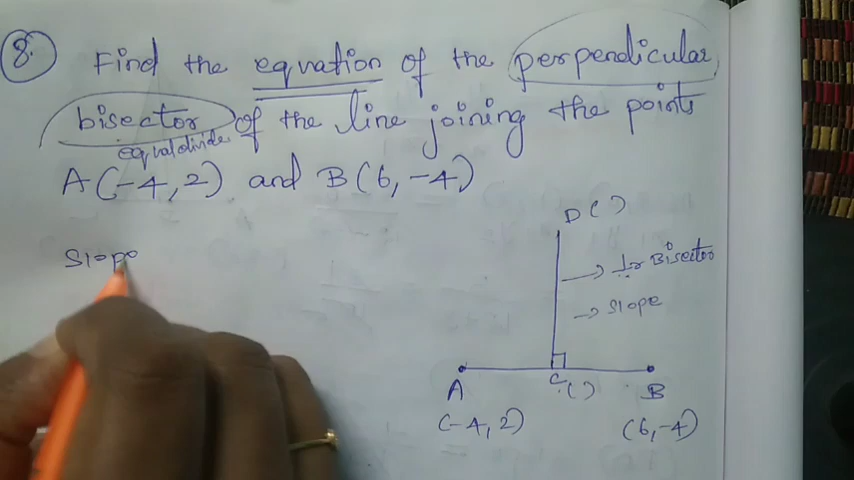 8. Find the equation of the perpendicular
bisector of the line joining the points
equal divide
A(-4, 2) and B(6, -4)
D( )
→ ⊥r Bisector
Slope
→ slope
A
C( )
B
(-4, 2)
(6, -4)